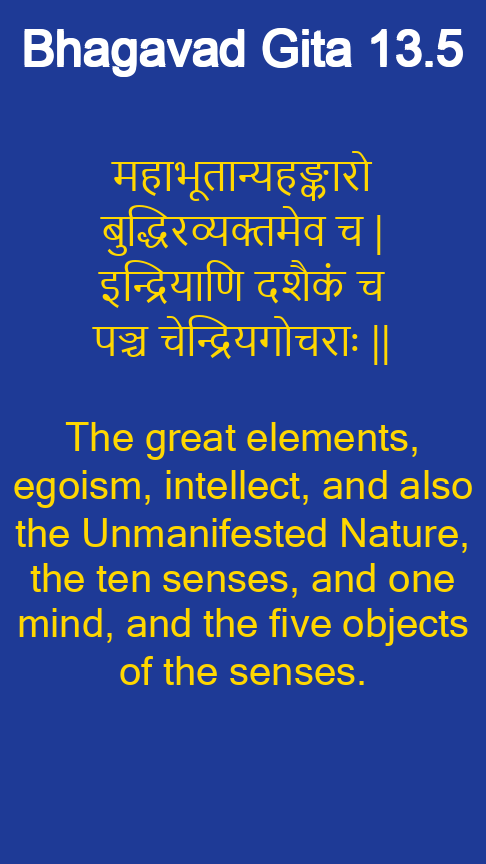 Bhagavad Gita 13.5
महाभूतान्यहङ्कारो
बुद्धिरव्यक्तमेव च |
इन्द्रियाणि दशैकं च
पञ्च चेन्द्रियगोचराः ||
The great elements,
egoism, intellect, and also
the Unmanifested Nature,
the ten senses, and one
mind, and the five objects
of the senses.